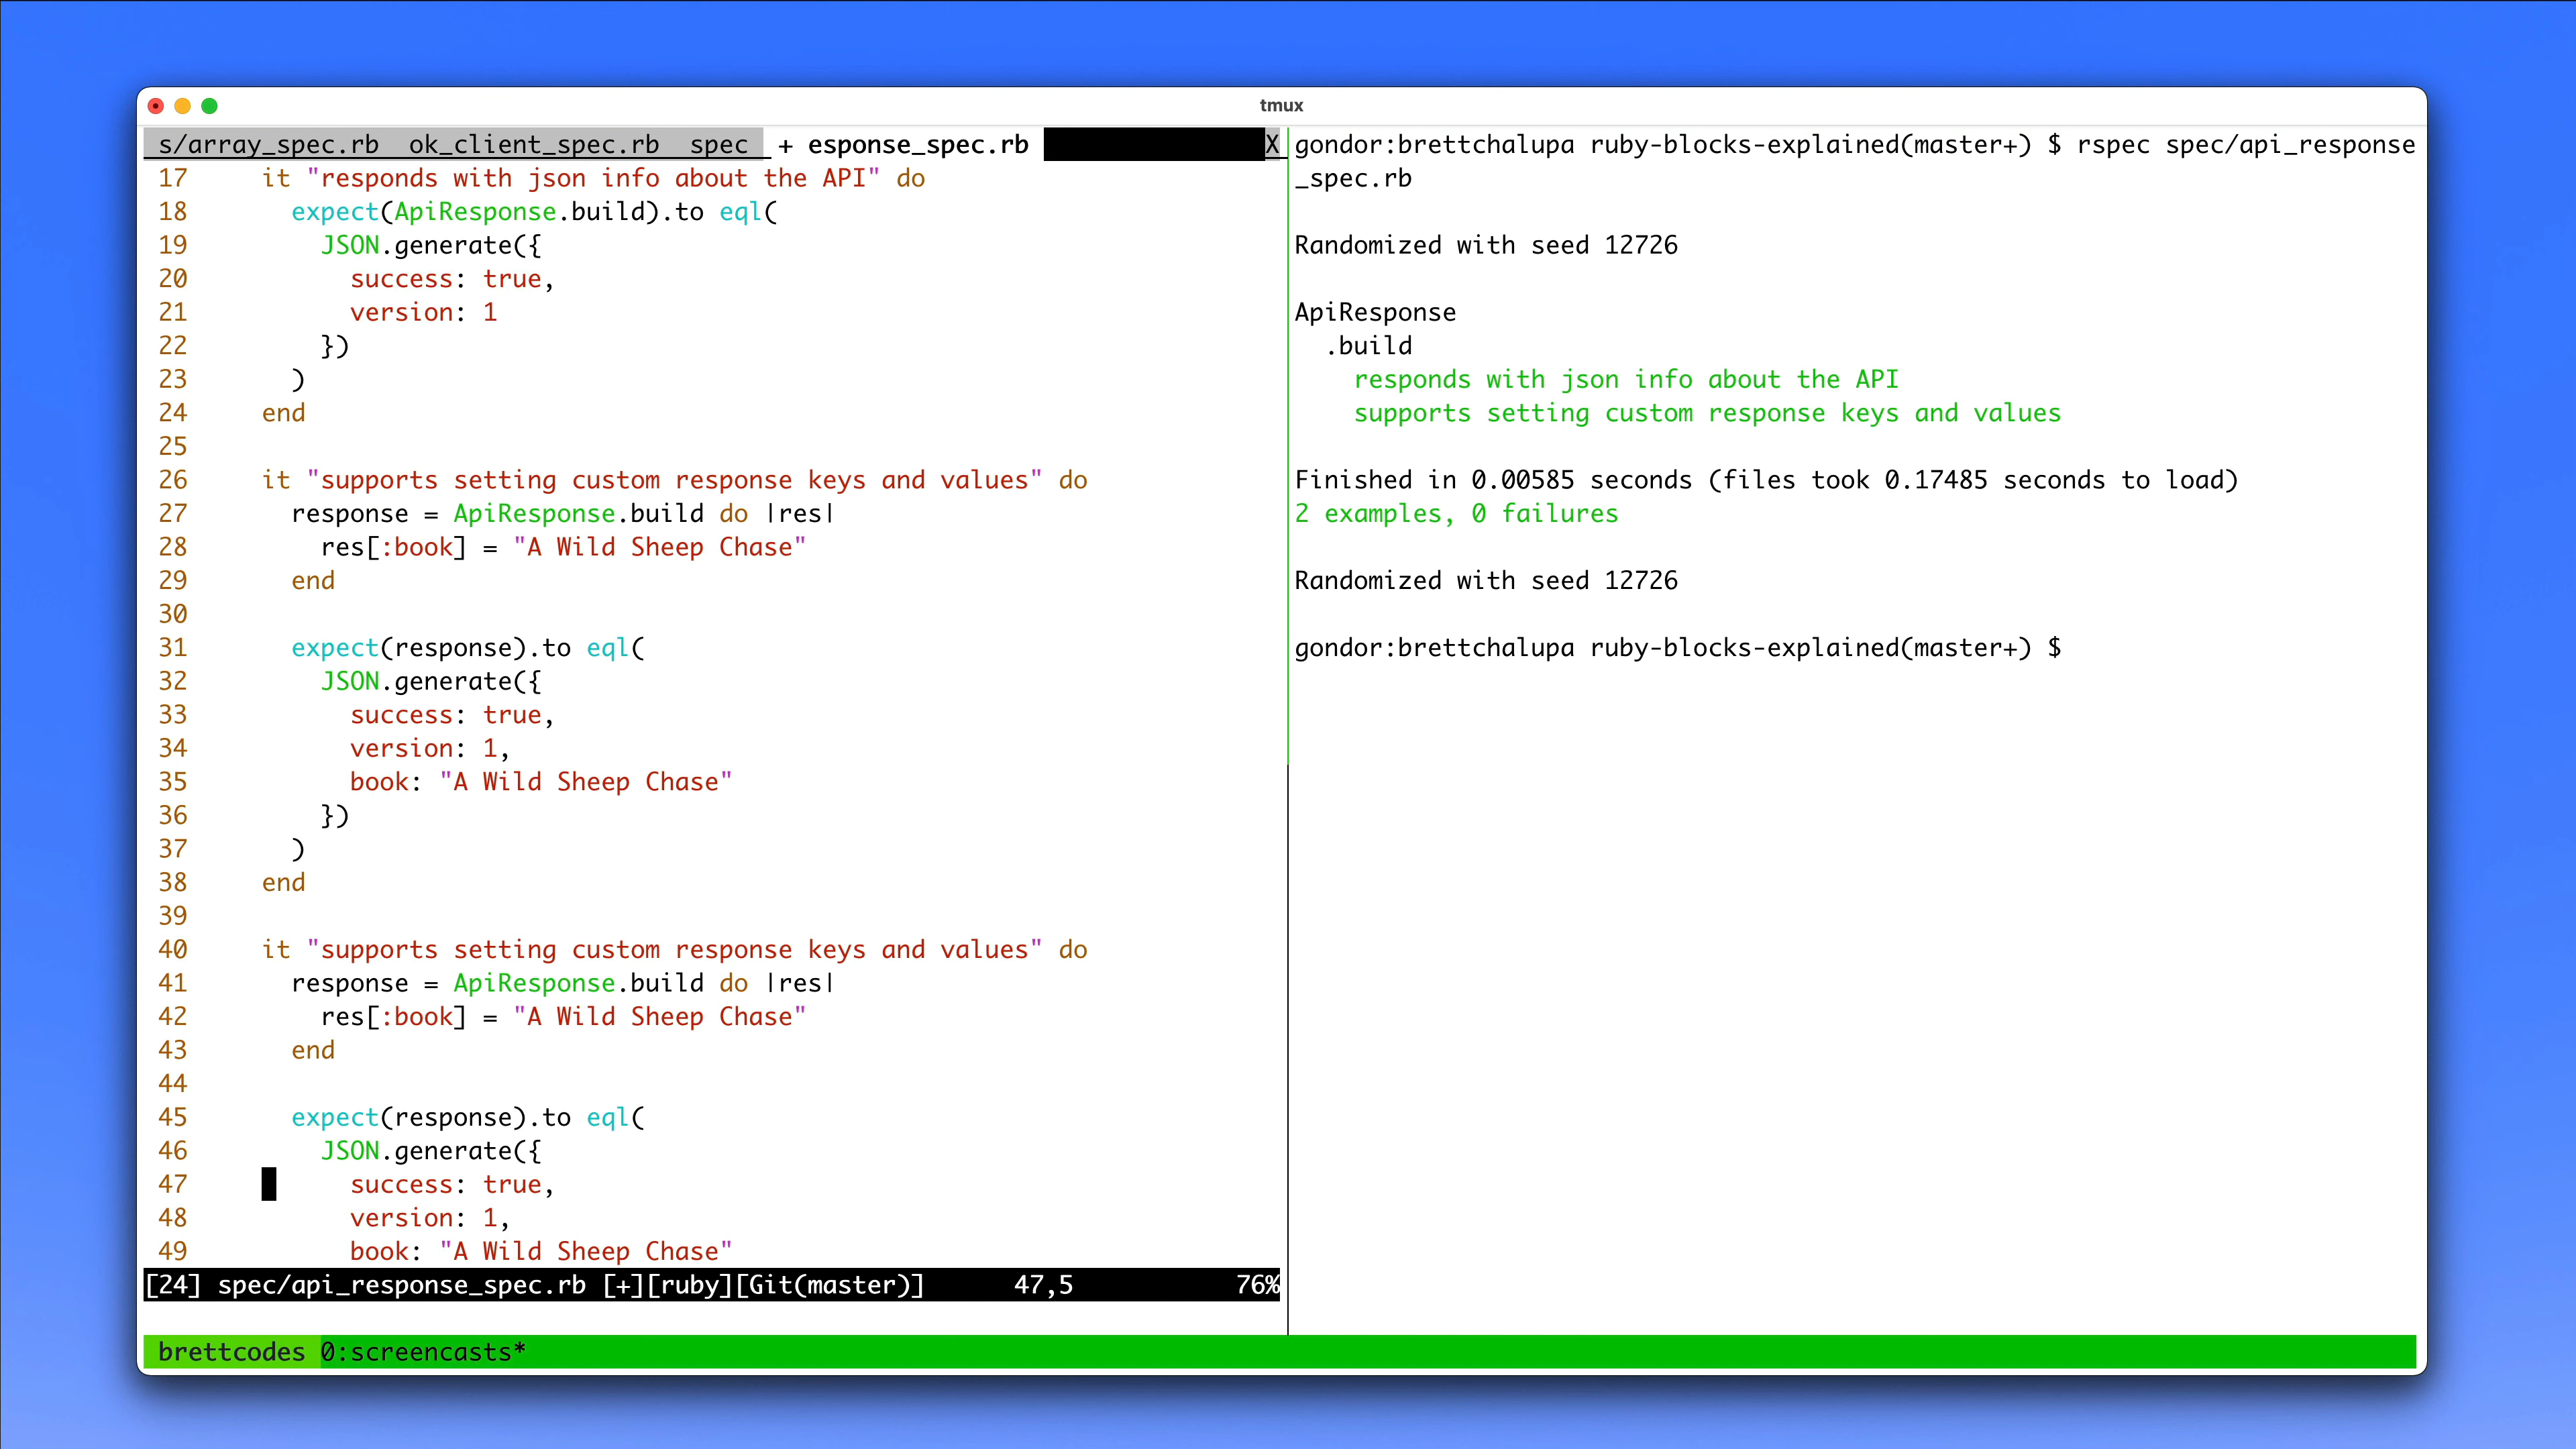 tmux
s/array_spec.rb  ok_client_spec.rb  spec  + esponse_spec.rb X
17     it "responds with json info about the API" do
18       expect(ApiResponse.build).to eql(
19         JSON.generate({
20           success: true,
21           version: 1
22         })
23       )
24     end
25
26     it "supports setting custom response keys and values" do
27       response = ApiResponse.build do |res|
28         res[:book] = "A Wild Sheep Chase"
29       end
30
31       expect(response).to eql(
32         JSON.generate({
33           success: true,
34           version: 1,
35           book: "A Wild Sheep Chase"
36         })
37       )
38     end
39
40     it "supports setting custom response keys and values" do
41       response = ApiResponse.build do |res|
42         res[:book] = "A Wild Sheep Chase"
43       end
44
45       expect(response).to eql(
46         JSON.generate({
47           success: true,
48           version: 1,
49           book: "A Wild Sheep Chase"
[24] spec/api_response_spec.rb [+][ruby][Git(master)]      47,5           76%
gondor:brettchalupa ruby-blocks-explained(master+) $ rspec spec/api_response
_spec.rb
Randomized with seed 12726
ApiResponse
  .build
    responds with json info about the API
    supports setting custom response keys and values
Finished in 0.00585 seconds (files took 0.17485 seconds to load)
2 examples, 0 failures
Randomized with seed 12726
gondor:brettchalupa ruby-blocks-explained(master+) $
brettcodes 0:screencasts*